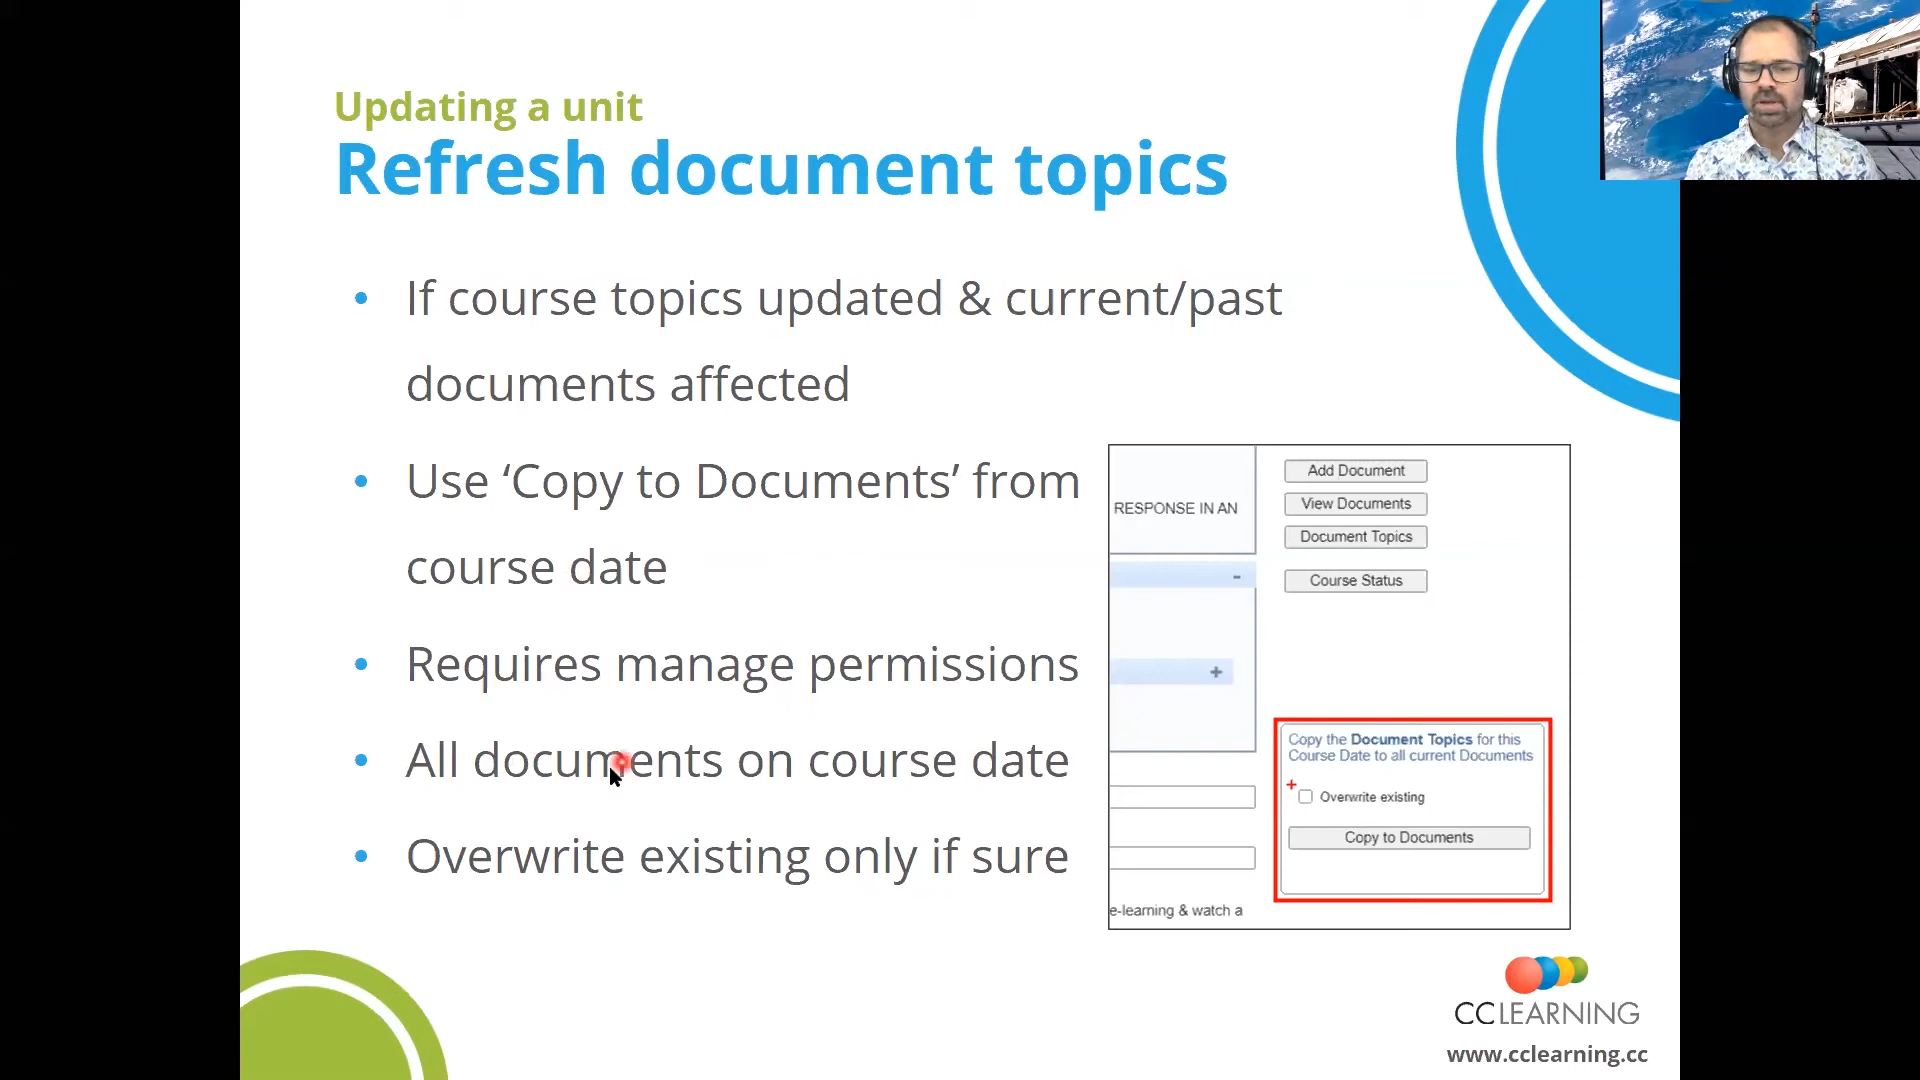 Updating a unit
Refresh document topics
• If course topics updated & current/past
documents affected
• Use ‘Copy to Documents’ from
course date
• Requires manage permissions
• All documents on course date
• Overwrite existing only if sure
Add Document
View Documents
RESPONSE IN AN
Document Topics
-
Course Status
+
Copy the Document Topics for this
Course Date to all current Documents
+
Overwrite existing
Copy to Documents
e-learning & watch a
CCLEARNING
www.cclearning.cc